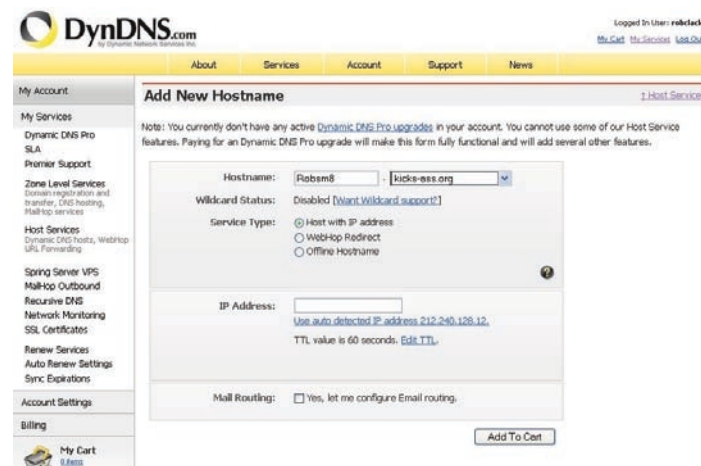 DynDNS.com
by Dynamic Network Services Inc.
Logged In User: robclark
My Cart My Services Log Ou
About Services Account Support News
My Account
My Services
Dynamic DNS Pro
SLA
Premier Support
Zone Level Services
Domain registration and
transfer, DNS hosting,
MailHop services
Host Services
Dynamic DNS hosts, WebHop
URL Forwarding
Spring Server VPS
MailHop Outbound
Recursive DNS
Network Monitoring
SSL Certificates
Renew Services
Auto Renew Settings
Sync Expirations
Account Settings
Billing
My Cart
0 items
Add New Hostname
Host Service
Note: You currently don't have any active Dynamic DNS Pro upgrades in your account. You cannot use some of our Host Service
features. Paying for an Dynamic DNS Pro upgrade will make this form fully functional and will add several other features.
Hostname: Robsm8 . kicks-ass.org
Wildcard Status: Disabled [Want Wildcard support?]
Service Type: Host with IP address
WebHop Redirect
Offline Hostname
?
IP Address:
Use auto detected IP address 212.240.128.12.
TTL value is 60 seconds. Edit TTL.
Mail Routing: Yes, let me configure Email routing.
Add To Cart